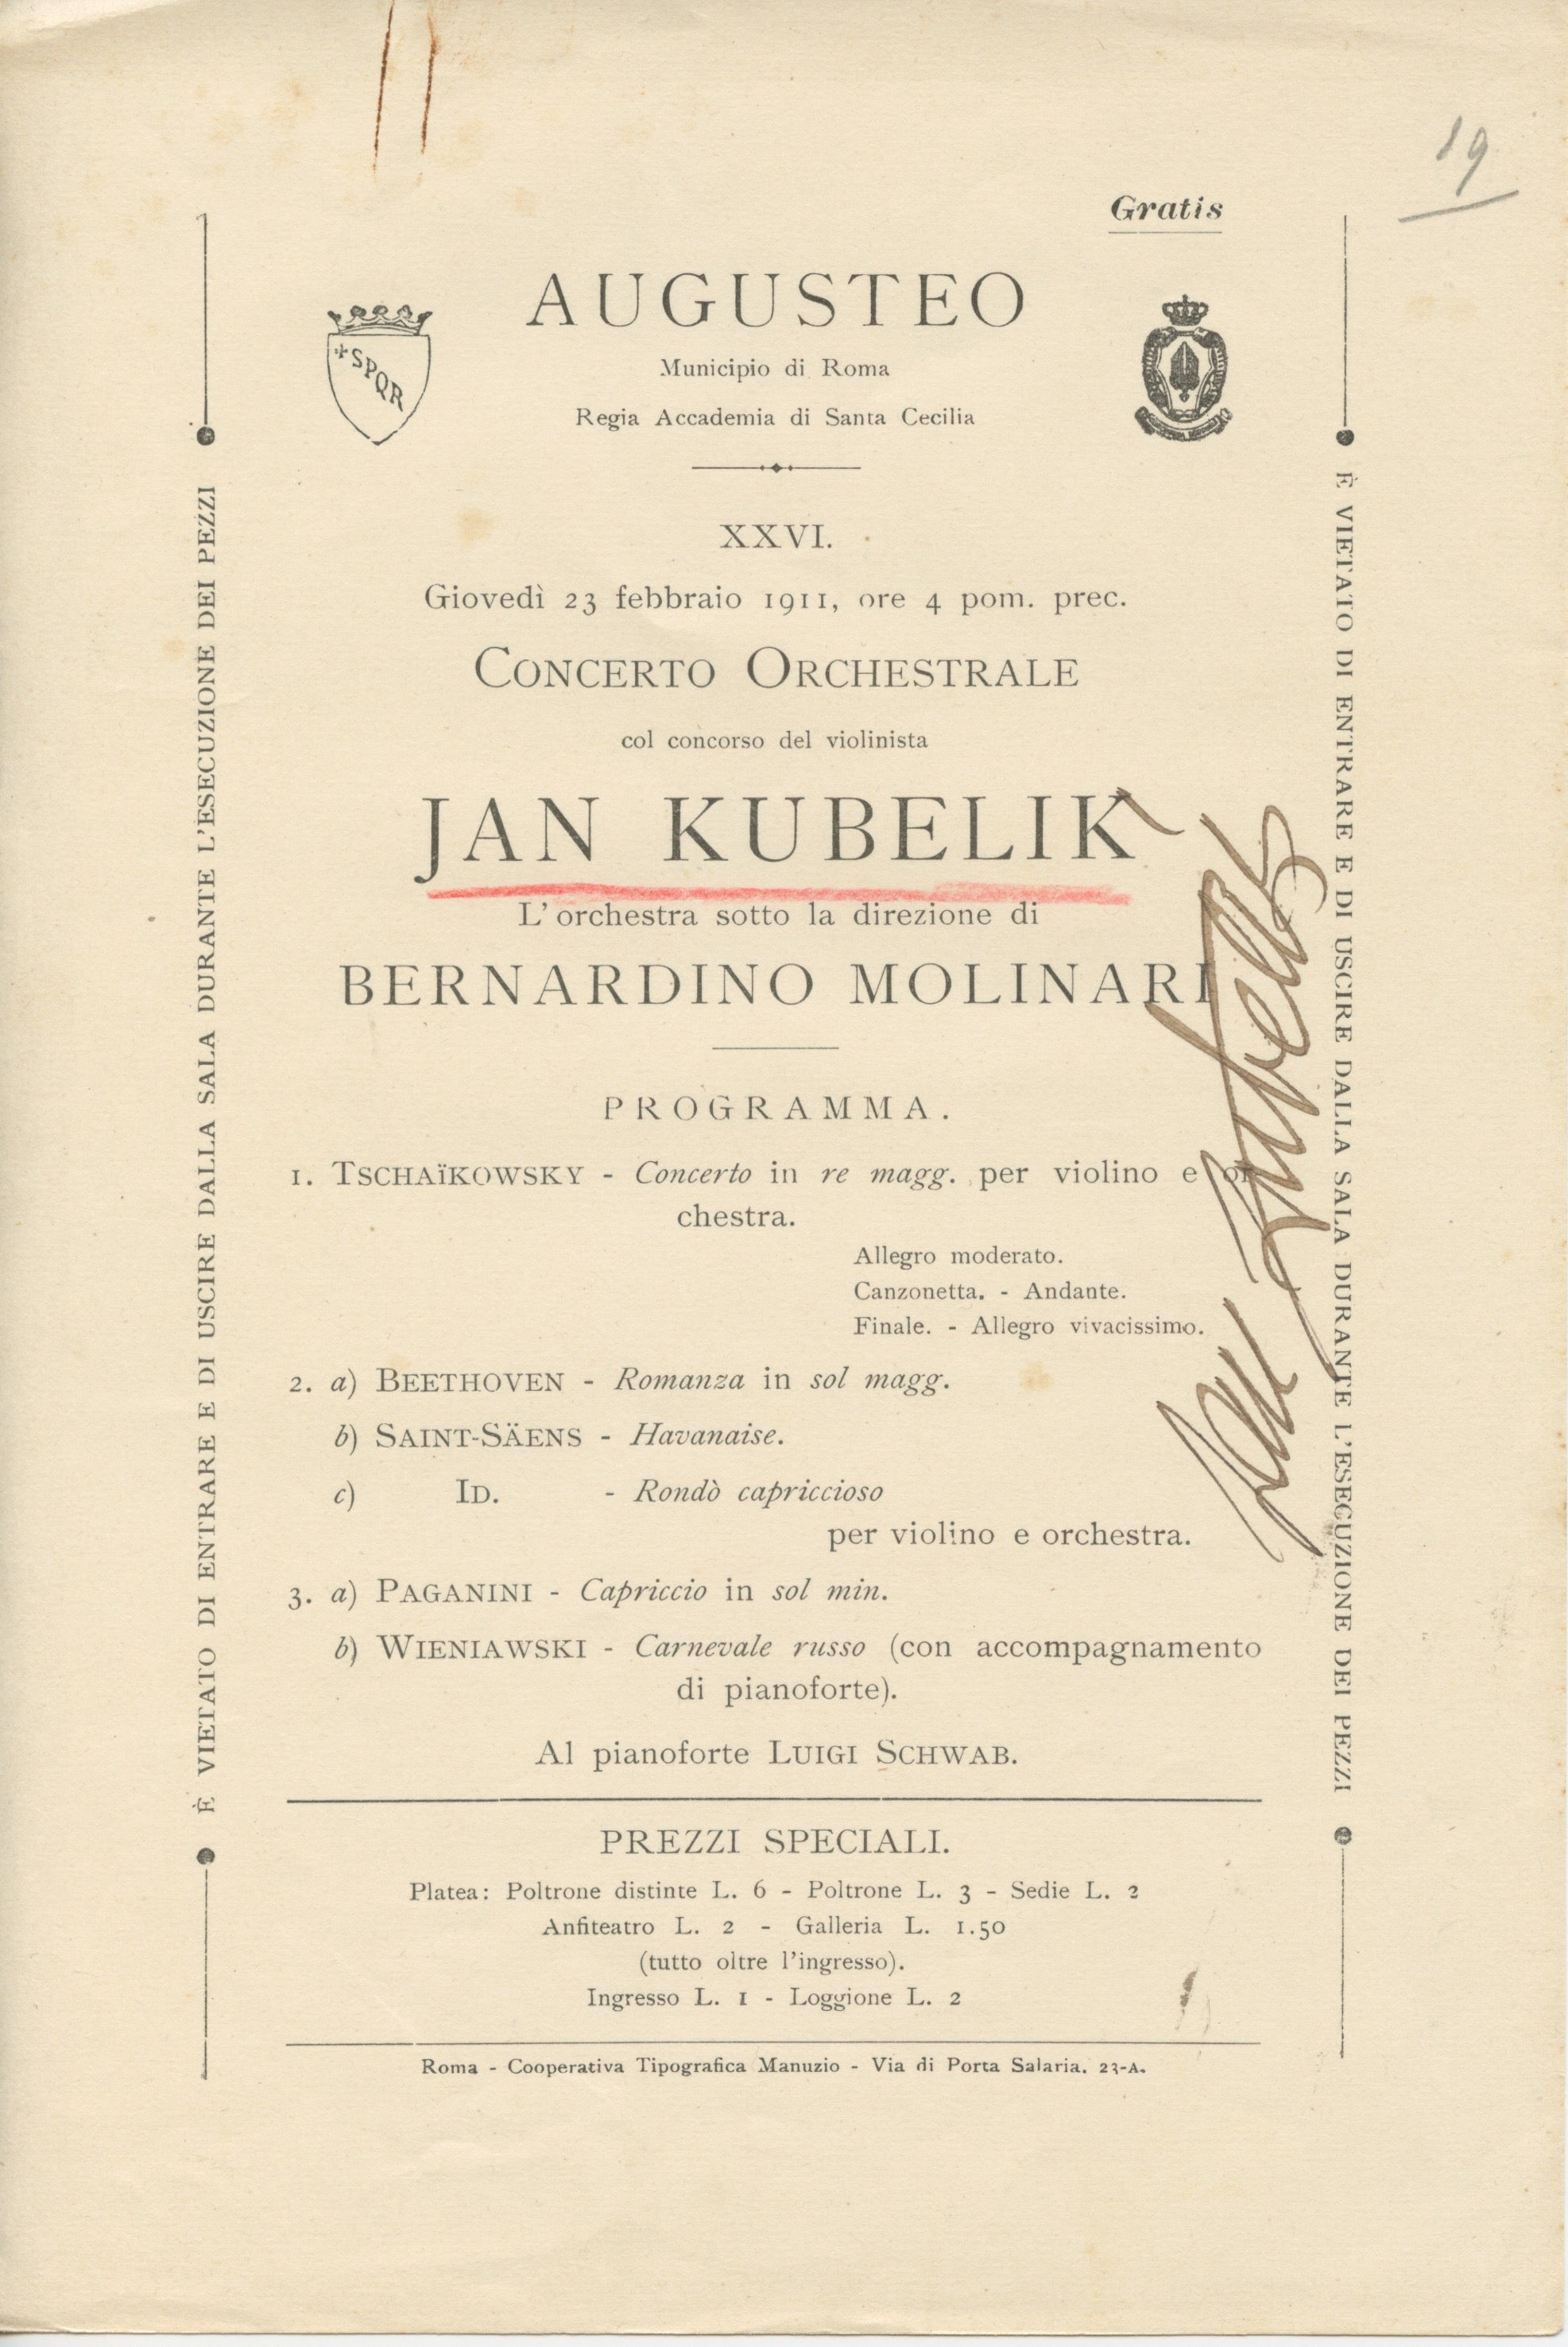 19
Gratis
AUGUSTEO
SPQR
Municipio di Roma
Regia Accademia di Santa Cecilia
XXVI.
Giovedì 23 febbraio 1911, ore 4 pom. prec.
CONCERTO ORCHESTRALE
col concorso del violinista
JAN KUBELIK
L'orchestra sotto la direzione di
BERNARDINO MOLINARI
PROGRAMMA.
1. TSCHAÏKOWSKY - Concerto in re magg. per violino e or-
chestra.
Allegro moderato.
Canzonetta. - Andante.
Finale. - Allegro vivacissimo.
2. a) BEETHOVEN - Romanza in sol magg.
b) SAINT-SÄENS - Havanaise.
c) ID. - Rondò capriccioso
per violino e orchestra.
3. a) PAGANINI - Capriccio in sol min.
b) WIENIAWSKI - Carnevale russo (con accompagnamento
di pianoforte).
Al pianoforte LUIGI SCHWAB.
PREZZI SPECIALI.
Platea: Poltrone distinte L. 6 - Poltrone L. 3 - Sedie L. 2
Anfiteatro L. 2 - Galleria L. 1.50
(tutto oltre l'ingresso).
Ingresso L. 1 - Loggione L. 2
Roma - Cooperativa Tipografica Manuzio - Via di Porta Salaria, 23-A.
È VIETATO DI ENTRARE E DI USCIRE DALLA SALA DURANTE L'ESECUZIONE DEI PEZZI
È VIETATO DI ENTRARE E DI USCIRE DALLA SALA DURANTE L'ESECUZIONE DEI PEZZI
Jan Kubelík